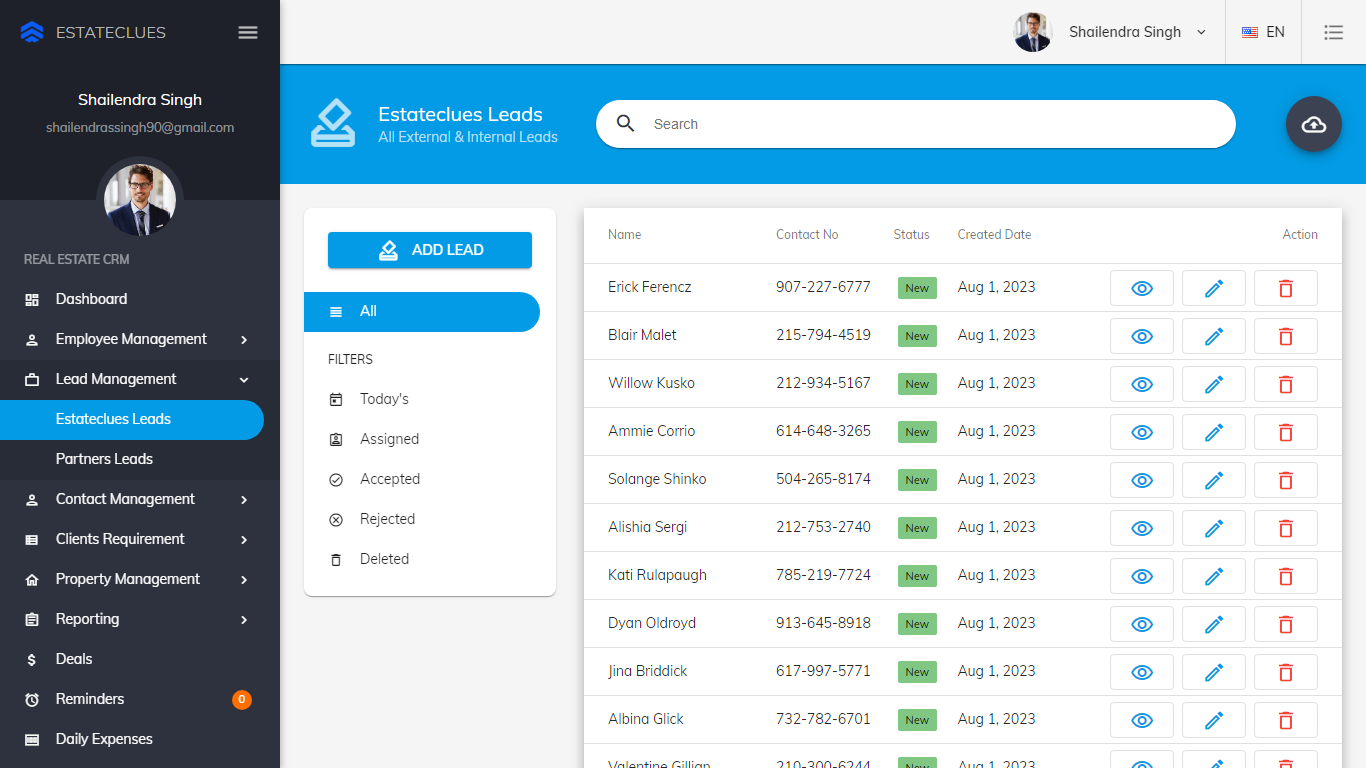 ESTATECLUES
Shailendra Singh
shailendrassingh90@gmail.com
REAL ESTATE CRM
Dashboard
Employee Management
Lead Management
Estateclues Leads
Partners Leads
Contact Management
Clients Requirement
Property Management
Reporting
Deals
Reminders 0
Daily Expenses
Shailendra Singh EN
Estateclues Leads
All External & Internal Leads
Search
ADD LEAD
All
FILTERS
Today's
Assigned
Accepted
Rejected
Deleted
Name Contact No Status Created Date Action
Erick Ferencz 907-227-6777 New Aug 1, 2023
Blair Malet 215-794-4519 New Aug 1, 2023
Willow Kusko 212-934-5167 New Aug 1, 2023
Ammie Corrio 614-648-3265 New Aug 1, 2023
Solange Shinko 504-265-8174 New Aug 1, 2023
Alishia Sergi 212-753-2740 New Aug 1, 2023
Kati Rulapaugh 785-219-7724 New Aug 1, 2023
Dyan Oldroyd 913-645-8918 New Aug 1, 2023
Jina Briddick 617-997-5771 New Aug 1, 2023
Albina Glick 732-782-6701 New Aug 1, 2023
Valentine Gillian 210-300-6244 New Aug 1, 2023